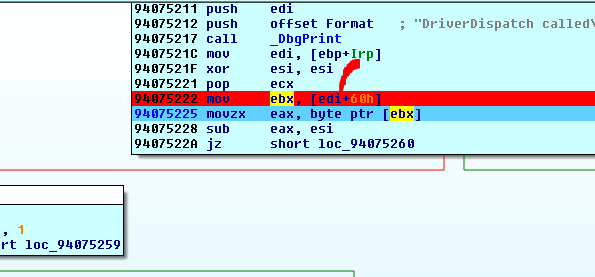 94075211 push    edi
94075212 push    offset Format   ; "DriverDispatch called\
94075217 call    _DbgPrint
9407521C mov     edi, [ebp+Irp]
9407521F xor     esi, esi
94075221 pop     ecx
94075222 mov     ebx, [edi+60h]
94075225 movzx   eax, byte ptr [ebx]
94075228 sub     eax, esi
9407522A jz      short loc_94075260
, 1
rt loc_94075259